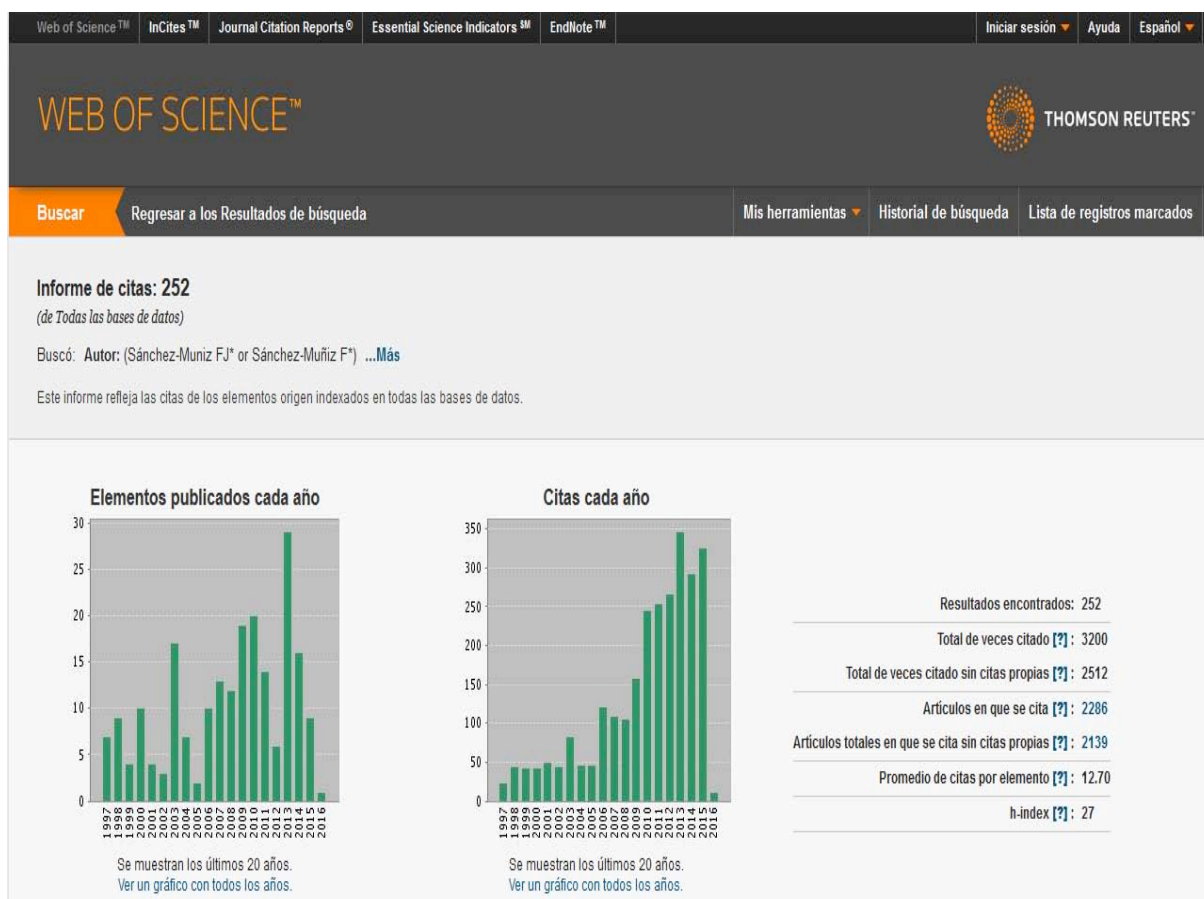 Web of Science™ InCites™ Journal Citation Reports® Essential Science Indicators℠ EndNote™ Iniciar sesión Ayuda Español
WEB OF SCIENCE™
THOMSON REUTERS™
Buscar Regresar a los Resultados de búsqueda Mis herramientas Historial de búsqueda Lista de registros marcados
Informe de citas: 252
(de Todas las bases de datos)
Buscó: Autor: (Sánchez-Muniz FJ* or Sánchez-Muñiz F*) ...Más
Este informe refleja las citas de los elementos origen indexados en todas las bases de datos.
Elementos publicados cada año
30
25
20
15
10
5
0
1997 1998 1999 2000 2001 2002 2003 2004 2005 2006 2007 2008 2009 2010 2011 2012 2013 2014 2015 2016
Se muestran los últimos 20 años.
Ver un gráfico con todos los años.
Citas cada año
350
300
250
200
150
100
50
0
1997 1998 1999 2000 2001 2002 2003 2004 2005 2006 2007 2008 2009 2010 2011 2012 2013 2014 2015 2016
Se muestran los últimos 20 años.
Ver un gráfico con todos los años.
Resultados encontrados: 252
Total de veces citado [?] : 3200
Total de veces citado sin citas propias [?] : 2512
Artículos en que se cita [?] : 2286
Artículos totales en que se cita sin citas propias [?] : 2139
Promedio de citas por elemento [?] : 12.70
h-index [?] : 27